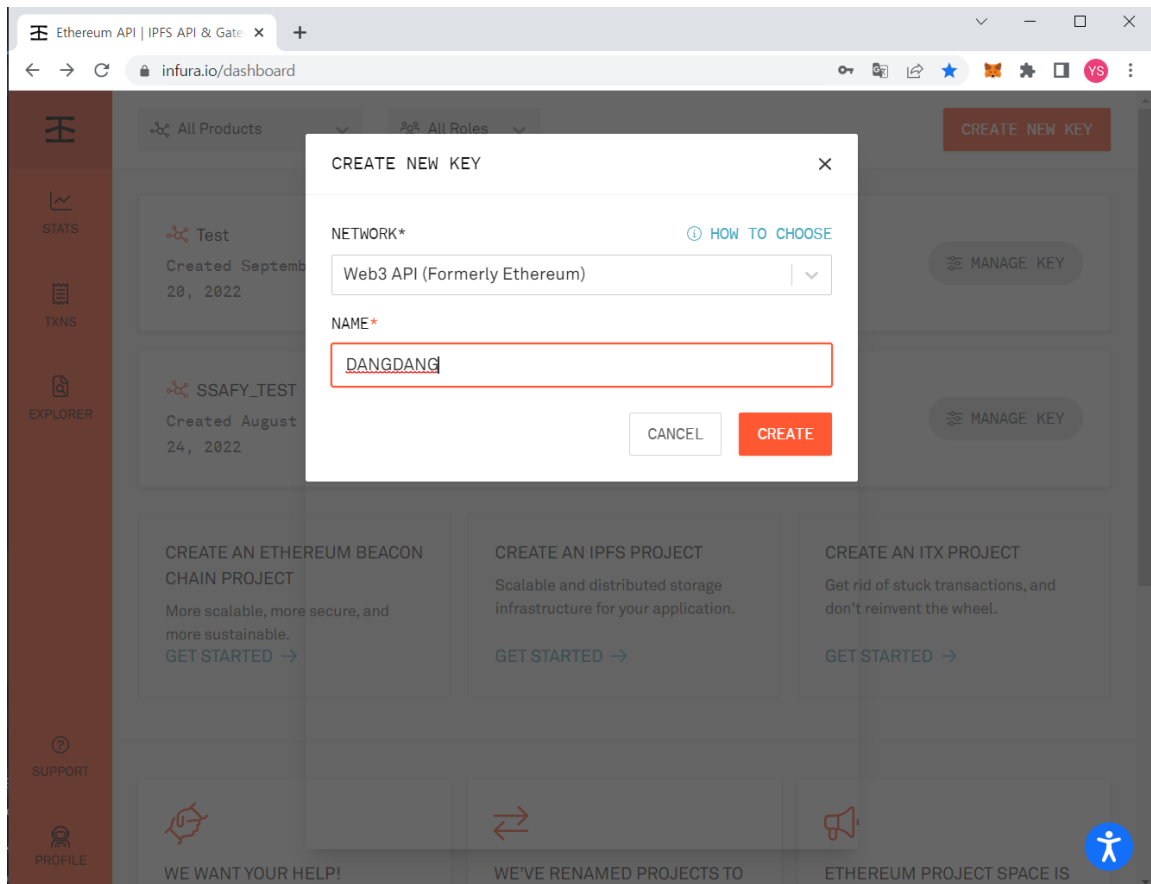 Ethereum API | IPFS API & Gate
infura.io/dashboard
YS
All Products
All Roles
CREATE NEW KEY
CREATE NEW KEY
STATS
Test
Created Septemb
20, 2022
NETWORK*
HOW TO CHOOSE
MANAGE KEY
Web3 API (Formerly Ethereum)
TXNS
NAME*
DANGDANG
EXPLORER
SSAFY_TEST
Created August
24, 2022
MANAGE KEY
CANCEL
CREATE
CREATE AN ETHEREUM BEACON
CHAIN PROJECT
More scalable, more secure, and
more sustainable.
GET STARTED →
CREATE AN IPFS PROJECT
Scalable and distributed storage
infrastructure for your application.
GET STARTED →
CREATE AN ITX PROJECT
Get rid of stuck transactions, and
don't reinvent the wheel.
GET STARTED →
SUPPORT
PROFILE
WE WANT YOUR HELP!
WE'VE RENAMED PROJECTS TO
ETHEREUM PROJECT SPACE IS